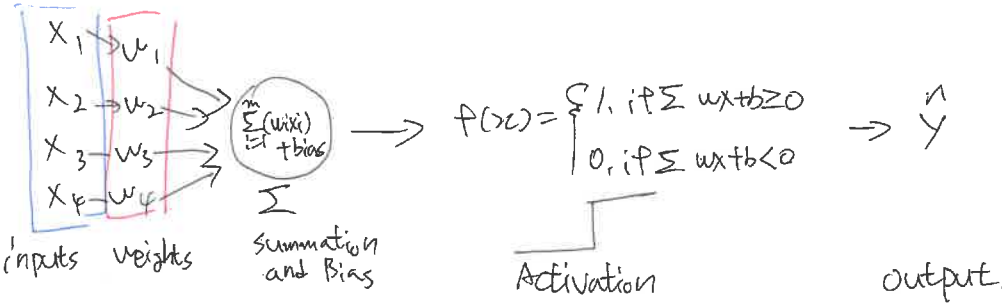 x₁ → w₁
x₂ → w₂
x₃ - w₃
x₄ - w₄
inputs
weights
m
Σ(wixi)
i=1 +bias
Σ
summation
and Bias
→
f(x) = { 1, if Σ wx+b≥0
0, if Σ wx+b<0
Activation
→ ŷ
output